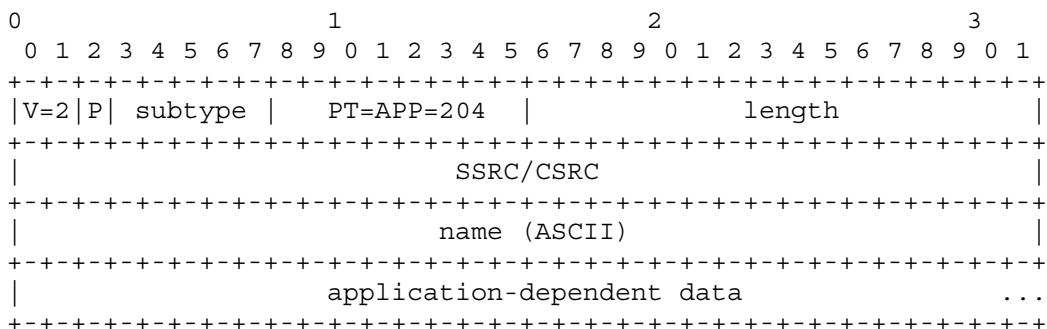 0                   1                   2                   3
 0 1 2 3 4 5 6 7 8 9 0 1 2 3 4 5 6 7 8 9 0 1 2 3 4 5 6 7 8 9 0 1
+-+-+-+-+-+-+-+-+-+-+-+-+-+-+-+-+-+-+-+-+-+-+-+-+-+-+-+-+-+-+-+-+
|V=2|P| subtype |   PT=APP=204  |             length            |
+-+-+-+-+-+-+-+-+-+-+-+-+-+-+-+-+-+-+-+-+-+-+-+-+-+-+-+-+-+-+-+-+
|                           SSRC/CSRC                           |
+-+-+-+-+-+-+-+-+-+-+-+-+-+-+-+-+-+-+-+-+-+-+-+-+-+-+-+-+-+-+-+-+
|                          name (ASCII)                         |
+-+-+-+-+-+-+-+-+-+-+-+-+-+-+-+-+-+-+-+-+-+-+-+-+-+-+-+-+-+-+-+-+
|                   application-dependent data                ...
+-+-+-+-+-+-+-+-+-+-+-+-+-+-+-+-+-+-+-+-+-+-+-+-+-+-+-+-+-+-+-+-+